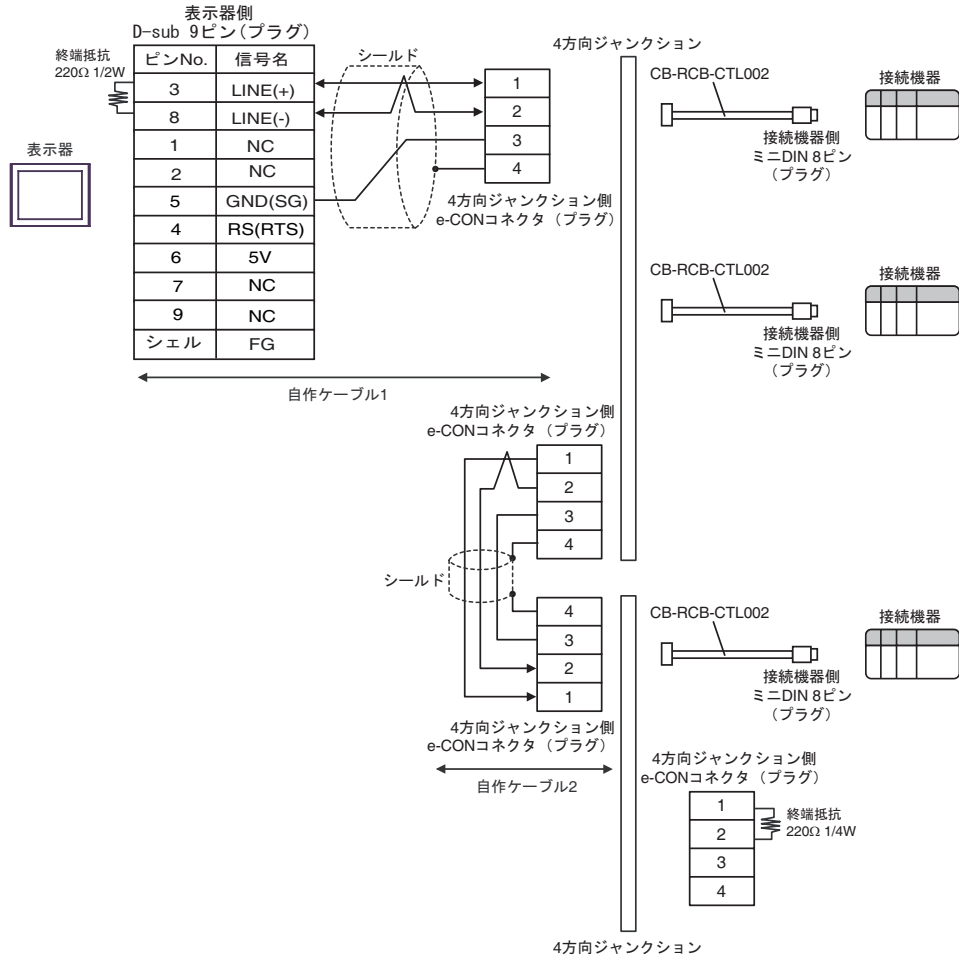 表示器側
D-sub 9ピン(プラグ)
終端抵抗
220Ω 1/2W
ピンNo. 信号名
3 LINE(+)
8 LINE(-)
1 NC
2 NC
5 GND(SG)
4 RS(RTS)
6 5V
7 NC
9 NC
シェル FG
表示器
シールド
1
2
3
4
4方向ジャンクション側
e-CONコネクタ（プラグ）
自作ケーブル1
4方向ジャンクション
CB-RCB-CTL002
接続機器側
ミニDIN 8ピン
（プラグ）
接続機器
CB-RCB-CTL002
接続機器側
ミニDIN 8ピン
（プラグ）
接続機器
4方向ジャンクション側
e-CONコネクタ（プラグ）
1
2
3
4
シールド
4
3
2
1
4方向ジャンクション側
e-CONコネクタ（プラグ）
自作ケーブル2
CB-RCB-CTL002
接続機器側
ミニDIN 8ピン
（プラグ）
接続機器
4方向ジャンクション側
e-CONコネクタ（プラグ）
1
2
3
4
終端抵抗
220Ω 1/4W
4方向ジャンクション